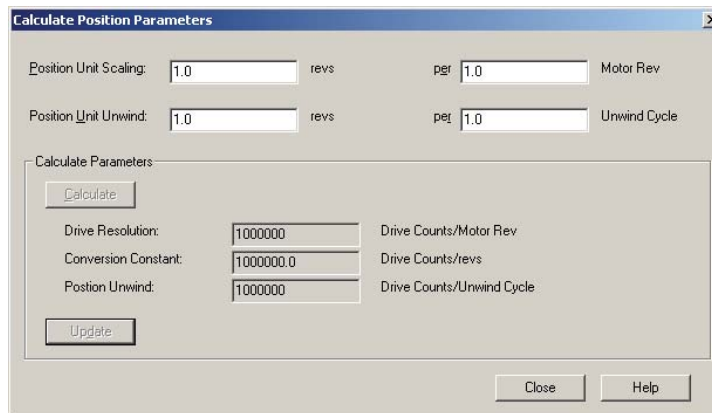 Calculate Position Parameters
Position Unit Scaling: 1.0 revs per 1.0 Motor Rev
Position Unit Unwind: 1.0 revs per 1.0 Unwind Cycle
Calculate Parameters
Calculate
Drive Resolution: 1000000 Drive Counts/Motor Rev
Conversion Constant: 1000000.0 Drive Counts/revs
Postion Unwind: 1000000 Drive Counts/Unwind Cycle
Update
Close Help